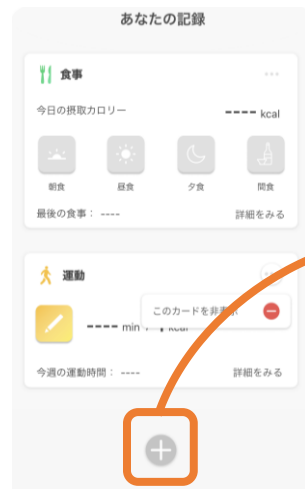 あなたの記録
食事
今日の摂取カロリー ---- kcal
朝食 昼食 夕食 間食
最後の食事： ---- 詳細をみる
運動
このカードを非表示
---- min kcal
今週の運動時間： ---- 詳細をみる